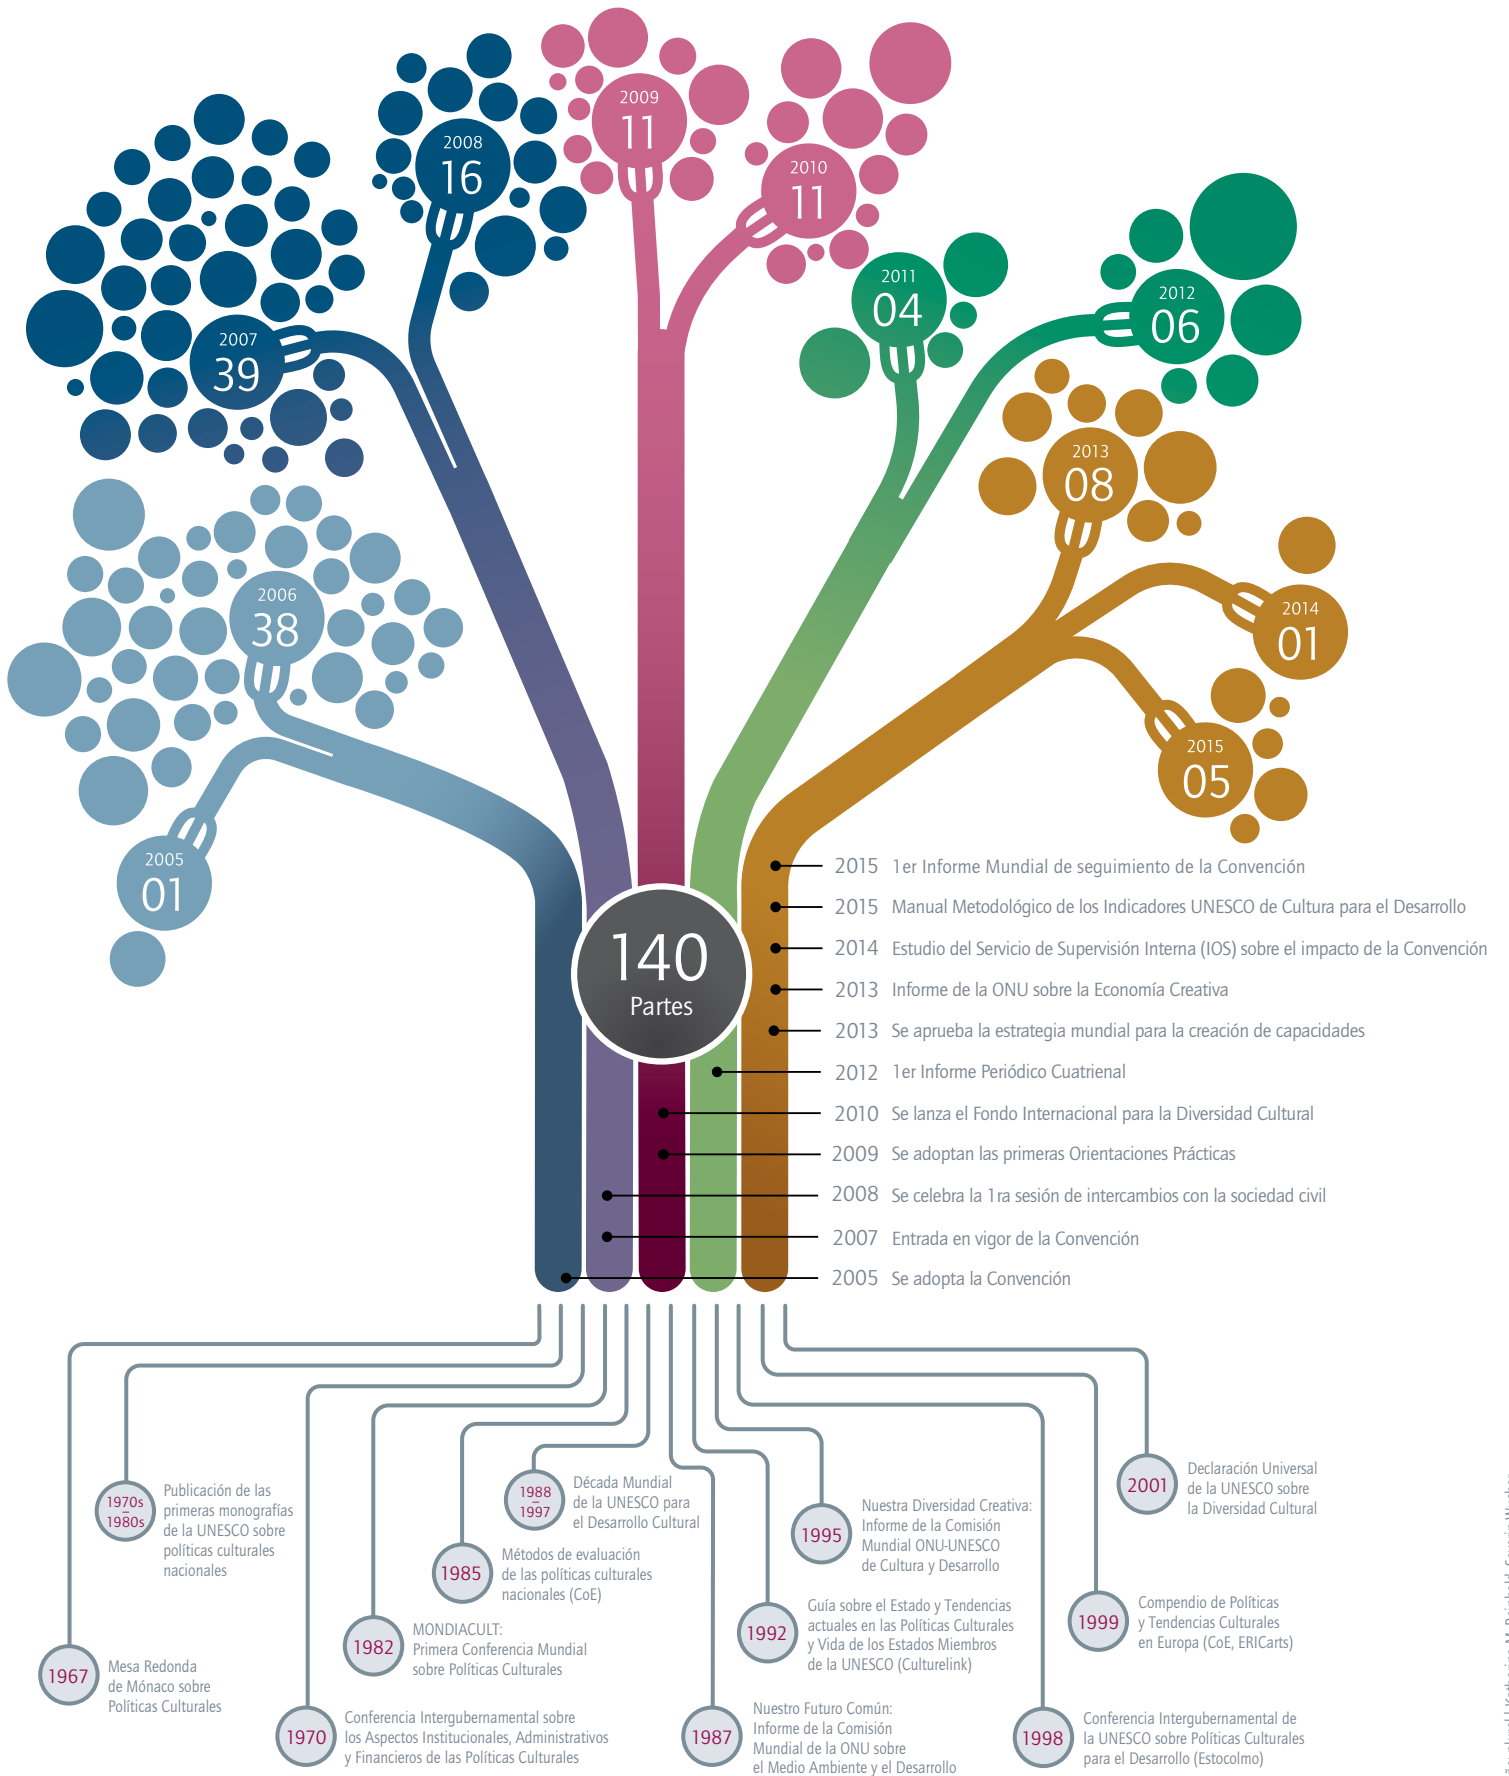 2009
11
2008
16
2010
11
2011
04
2012
06
2007
39
2013
08
2006
38
2014
01
2015
05
2005
01
140
Partes
2015 1er Informe Mundial de seguimiento de la Convención
2015 Manual Metodológico de los Indicadores UNESCO de Cultura para el Desarrollo
2014 Estudio del Servicio de Supervisión Interna (IOS) sobre el impacto de la Convención
2013 Informe de la ONU sobre la Economía Creativa
2013 Se aprueba la estrategia mundial para la creación de capacidades
2012 1er Informe Periódico Cuatrienal
2010 Se lanza el Fondo Internacional para la Diversidad Cultural
2009 Se adoptan las primeras Orientaciones Prácticas
2008 Se celebra la 1ra sesión de intercambios con la sociedad civil
2007 Entrada en vigor de la Convención
2005 Se adopta la Convención
1967
Mesa Redonda
de Mónaco sobre
Políticas Culturales
1970s
–
1980s
Publicación de las
primeras monografías
de la UNESCO sobre
políticas culturales
nacionales
1970
Conferencia Intergubernamental sobre
los Aspectos Institucionales, Administrativos
y Financieros de las Políticas Culturales
1982
MONDIACULT:
Primera Conferencia Mundial
sobre Políticas Culturales
1985
Métodos de evaluación
de las políticas culturales
nacionales (CoE)
1988
–
1997
Década Mundial
de la UNESCO para
el Desarrollo Cultural
1987
Nuestro Futuro Común:
Informe de la Comisión
Mundial de la ONU sobre
el Medio Ambiente y el Desarrollo
1992
Guía sobre el Estado y Tendencias
actuales en las Políticas Culturales
y Vida de los Estados Miembros
de la UNESCO (Culturelink)
1995
Nuestra Diversidad Creativa:
Informe de la Comisión
Mundial ONU-UNESCO
de Cultura y Desarrollo
1998
Conferencia Intergubernamental de
la UNESCO sobre Políticas Culturales
para el Desarrollo (Estocolmo)
1999
Compendio de Políticas
y Tendencias Culturales
en Europa (CoE, ERICarts)
2001
Declaración Universal
de la UNESCO sobre
la Diversidad Cultural